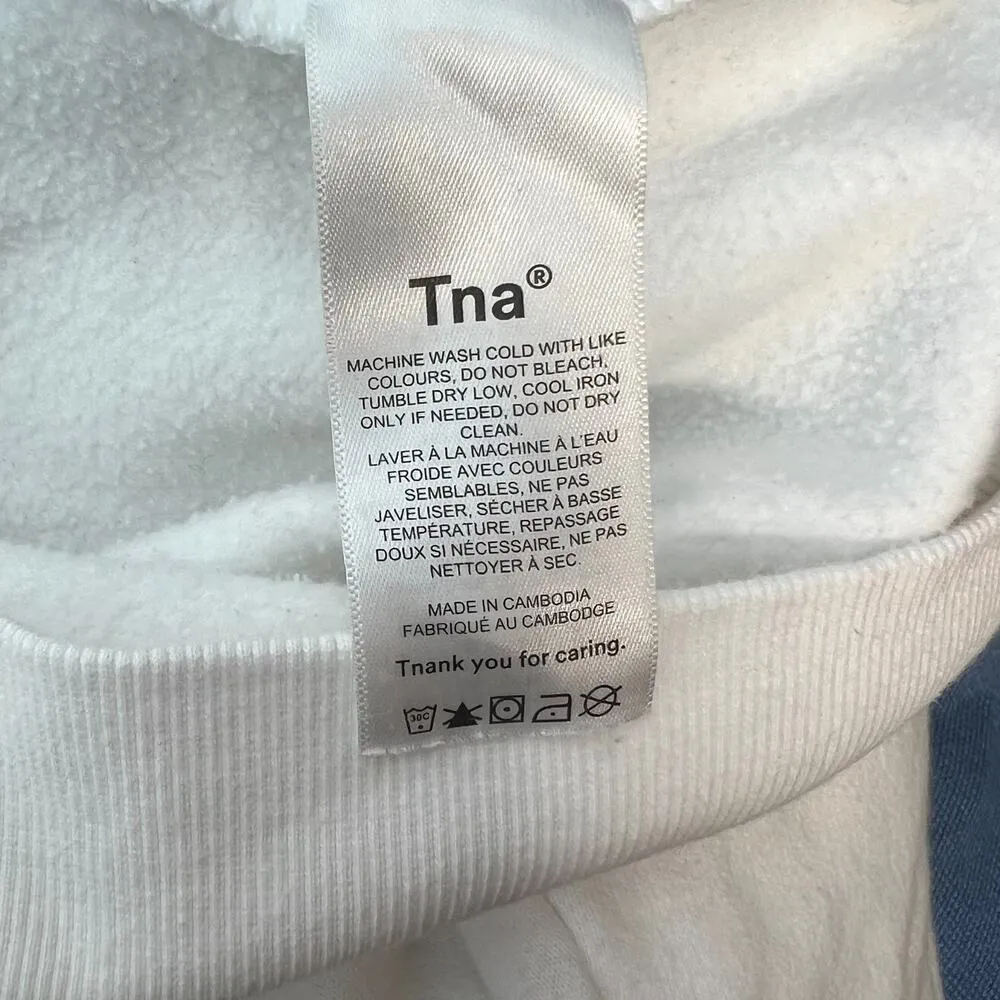 Tna®
MACHINE WASH COLD WITH LIKE
COLOURS, DO NOT BLEACH,
TUMBLE DRY LOW, COOL IRON
ONLY IF NEEDED, DO NOT DRY
CLEAN.
LAVER À LA MACHINE À L'EAU
FROIDE AVEC COULEURS
SEMBLABLES, NE PAS
JAVELISER, SÉCHER À BASSE
TEMPÉRATURE, REPASSAGE
DOUX SI NÉCESSAIRE, NE PAS
NETTOYER À SEC.
MADE IN CAMBODIA
FABRIQUÉ AU CAMBODGE
Tnank you for caring.
30C